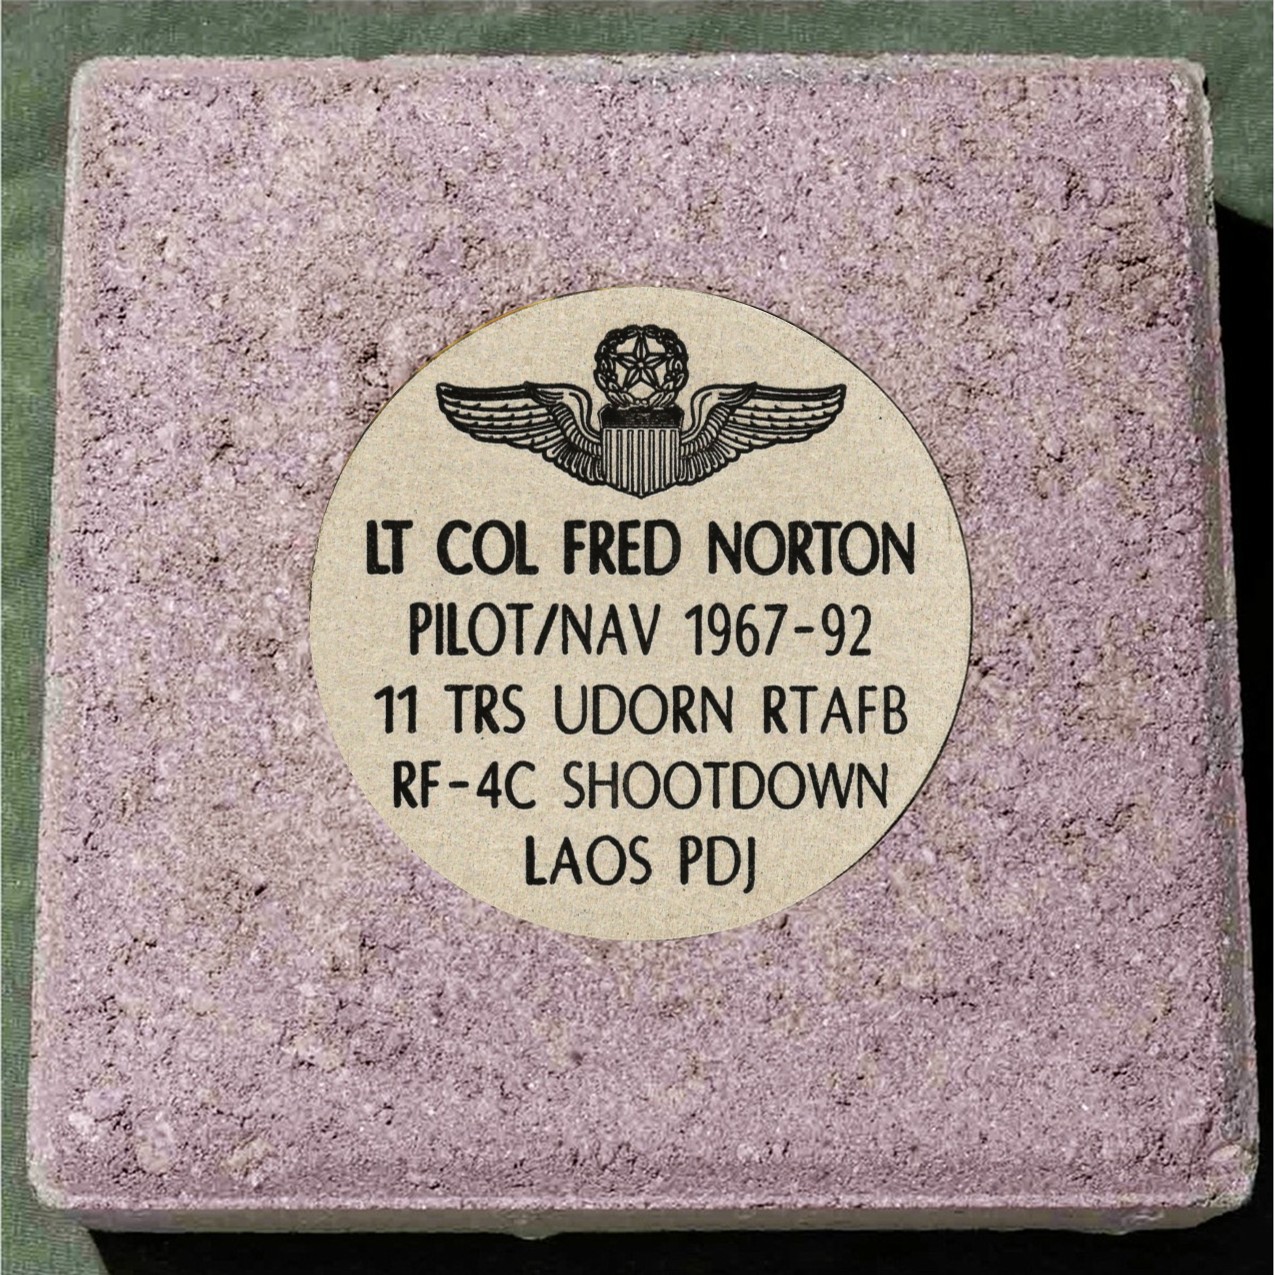 LT COL FRED NORTON
PILOT/NAV 1967-92
11 TRS UDORN RTAFB
RF-4C SHOOTDOWN
LAOS PDJ